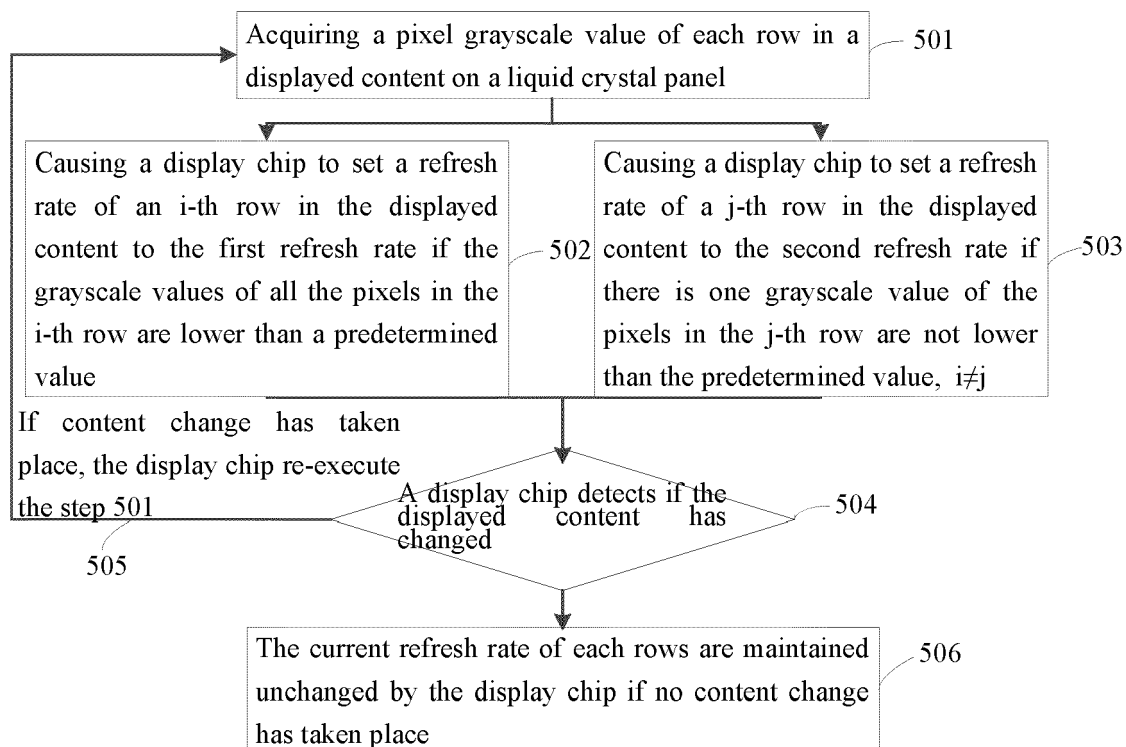 Acquiring a pixel grayscale value of each row in a
displayed content on a liquid crystal panel
501
Causing a display chip to set a refresh
rate of an i-th row in the displayed
content to the first refresh rate if the
grayscale values of all the pixels in the
i-th row are lower than a predetermined
value
502
Causing a display chip to set a refresh
rate of a j-th row in the displayed
content to the second refresh rate if
there is one grayscale value of the
pixels in the j-th row are not lower
than the predetermined value, i≠j
503
If content change has taken
place, the display chip re-execute
the step 501
505
A display chip detects if the
displayed content has
changed
504
The current refresh rate of each rows are maintained
unchanged by the display chip if no content change
has taken place
506